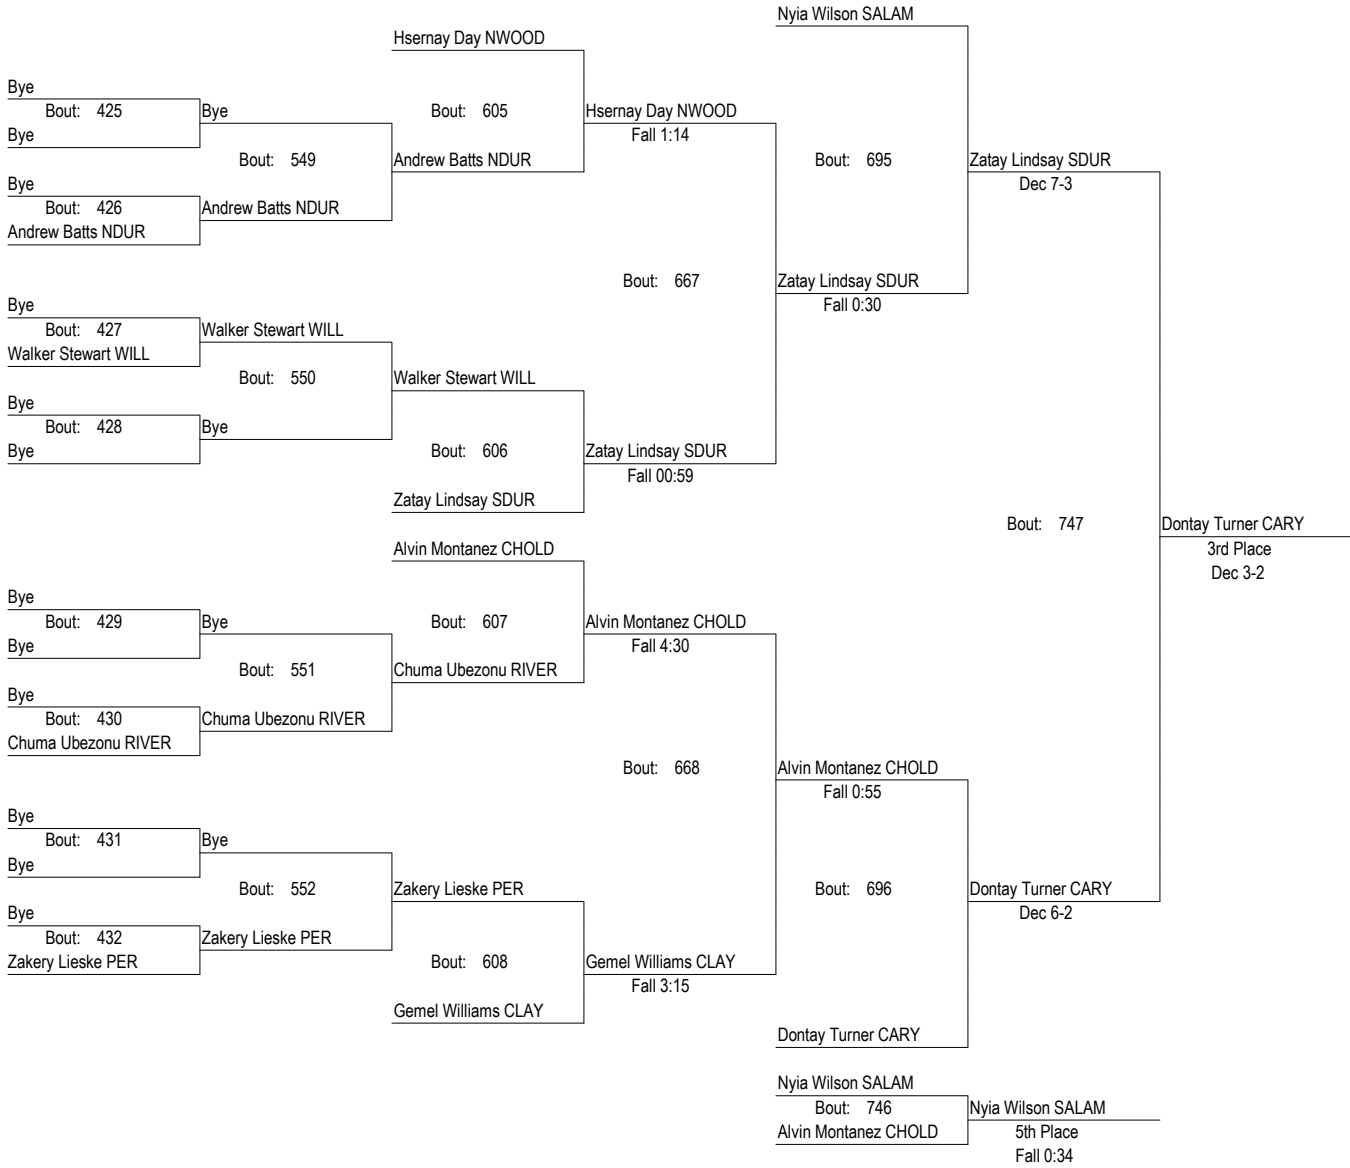 Nyia Wilson SALAM
Hsernay Day NWOOD
Bye
Bout: 425
Bye
Bout: 605
Hsernay Day NWOOD
Bye
Fall 1:14
Bout: 549
Andrew Batts NDUR
Bout: 695
Zatay Lindsay SDUR
Bye
Dec 7-3
Bout: 426
Andrew Batts NDUR
Andrew Batts NDUR
Bout: 667
Zatay Lindsay SDUR
Bye
Fall 0:30
Bout: 427
Walker Stewart WILL
Walker Stewart WILL
Bout: 550
Walker Stewart WILL
Bye
Bout: 428
Bye
Bye
Bout: 606
Zatay Lindsay SDUR
Fall 00:59
Zatay Lindsay SDUR
Bout: 747
Dontay Turner CARY
Alvin Montanez CHOLD
3rd Place
Dec 3-2
Bye
Bout: 429
Bye
Bout: 607
Alvin Montanez CHOLD
Bye
Fall 4:30
Bout: 551
Chuma Ubezonu RIVER
Bye
Bout: 430
Chuma Ubezonu RIVER
Chuma Ubezonu RIVER
Bout: 668
Alvin Montanez CHOLD
Fall 0:55
Bye
Bout: 431
Bye
Bye
Bout: 552
Zakery Lieske PER
Bout: 696
Dontay Turner CARY
Bye
Dec 6-2
Bout: 432
Zakery Lieske PER
Zakery Lieske PER
Bout: 608
Gemel Williams CLAY
Fall 3:15
Gemel Williams CLAY
Dontay Turner CARY
Nyia Wilson SALAM
Bout: 746
Nyia Wilson SALAM
Alvin Montanez CHOLD
5th Place
Fall 0:34